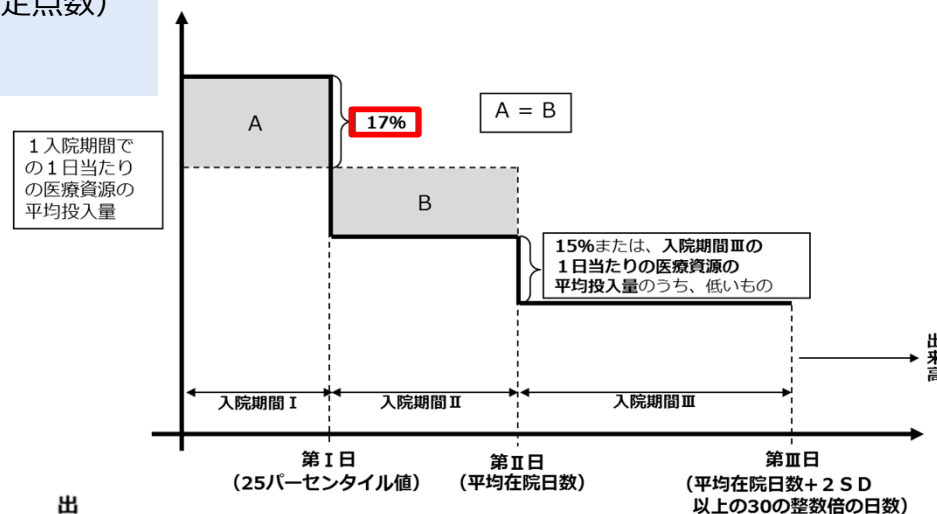 定点数）
A
17%
A = B
１入院期間で
の１日当たり
の医療資源の
平均投入量
B
15%または、入院期間Ⅲの
１日当たりの医療資源の
平均投入量のうち、低いもの
出
来
高
入院期間Ⅰ
入院期間Ⅱ
入院期間Ⅲ
第Ⅰ日
（25パーセンタイル値）
第Ⅱ日
（平均在院日数）
第Ⅲ日
（平均在院日数+２ＳＤ
以上の30の整数倍の日数）
出